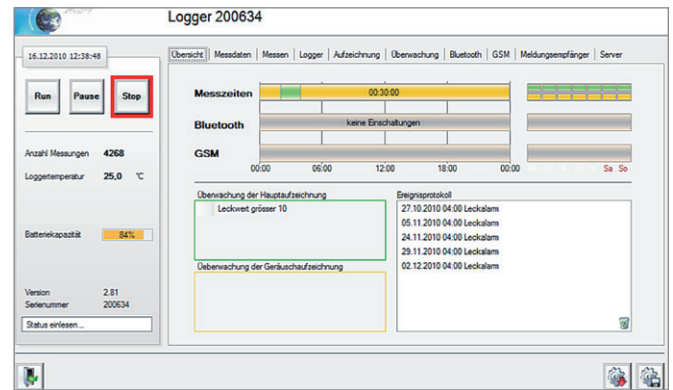 Logger 200634
16.12.2010 12:38:48
Run Pause Stop
Anzahl Messungen 4268
Loggertemperatur 25,0 °C
Batteriekapazität 84%
Version 2.81
Seriennummer 200634
Status einlesen...
Übersicht Messdaten Messen Logger Aufzeichnung Überwachung Bluetooth GSM Meldungsempfänger Server
Messzeiten 00:30:00
Bluetooth keine Einschaltungen
GSM
00:00 06:00 12:00 18:00 00:00 Sa So
Überwachung der Hauptaufzeichnung
Leckwert grösser 10
Ueberwachung der Geräuschaufzeichnung
Ereignisprotokoll
27.10.2010 04:00 Leckalarm
05.11.2010 04:00 Leckalarm
24.11.2010 04:00 Leckalarm
29.11.2010 04:00 Leckalarm
02.12.2010 04:00 Leckalarm